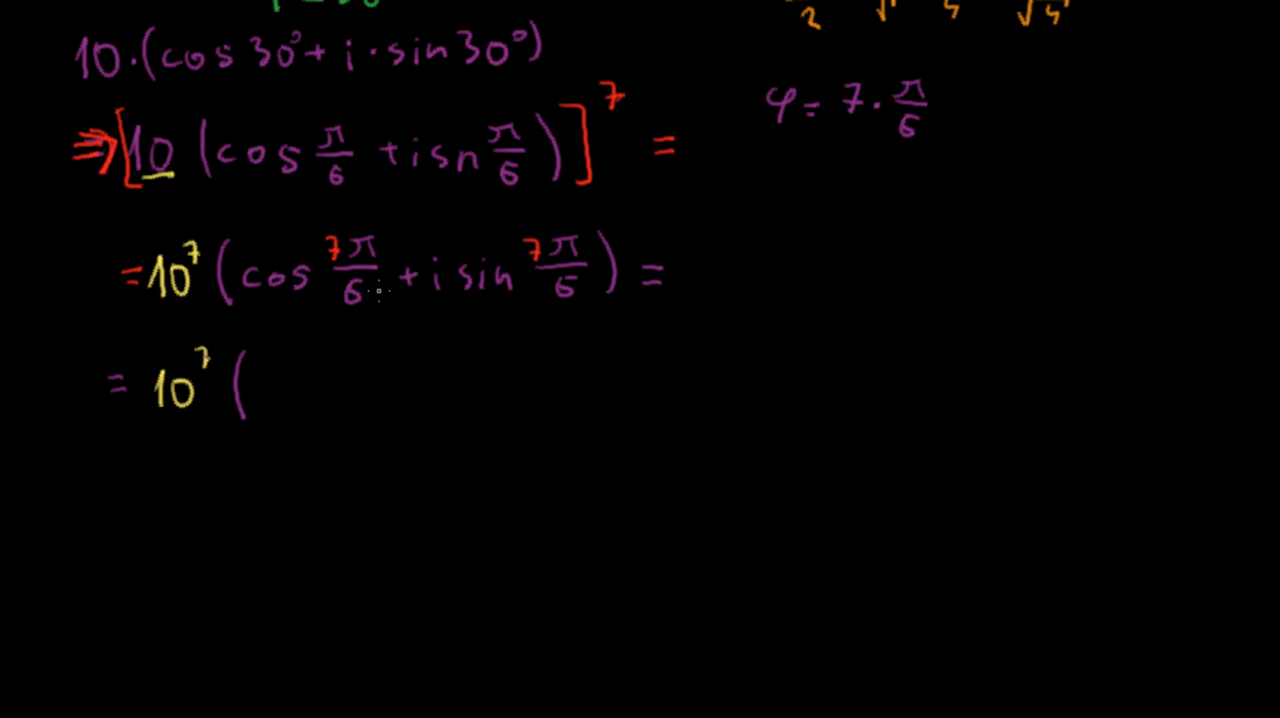 10·(cos 30° + i·sin 30°)
φ = 7·π/6
⇒ [10 (cos π/6 + i sn π/6)]^7 =
= 10^7 (cos 7π/6 + i sin 7π/6) =
= 10^7 (